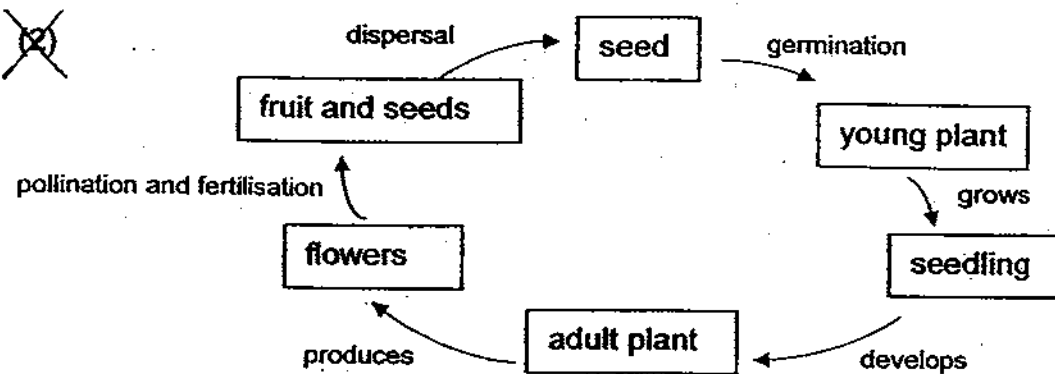 (2)
dispersal
seed
germination
fruit and seeds
young plant
pollination and fertilisation
grows
flowers
seedling
adult plant
produces
develops